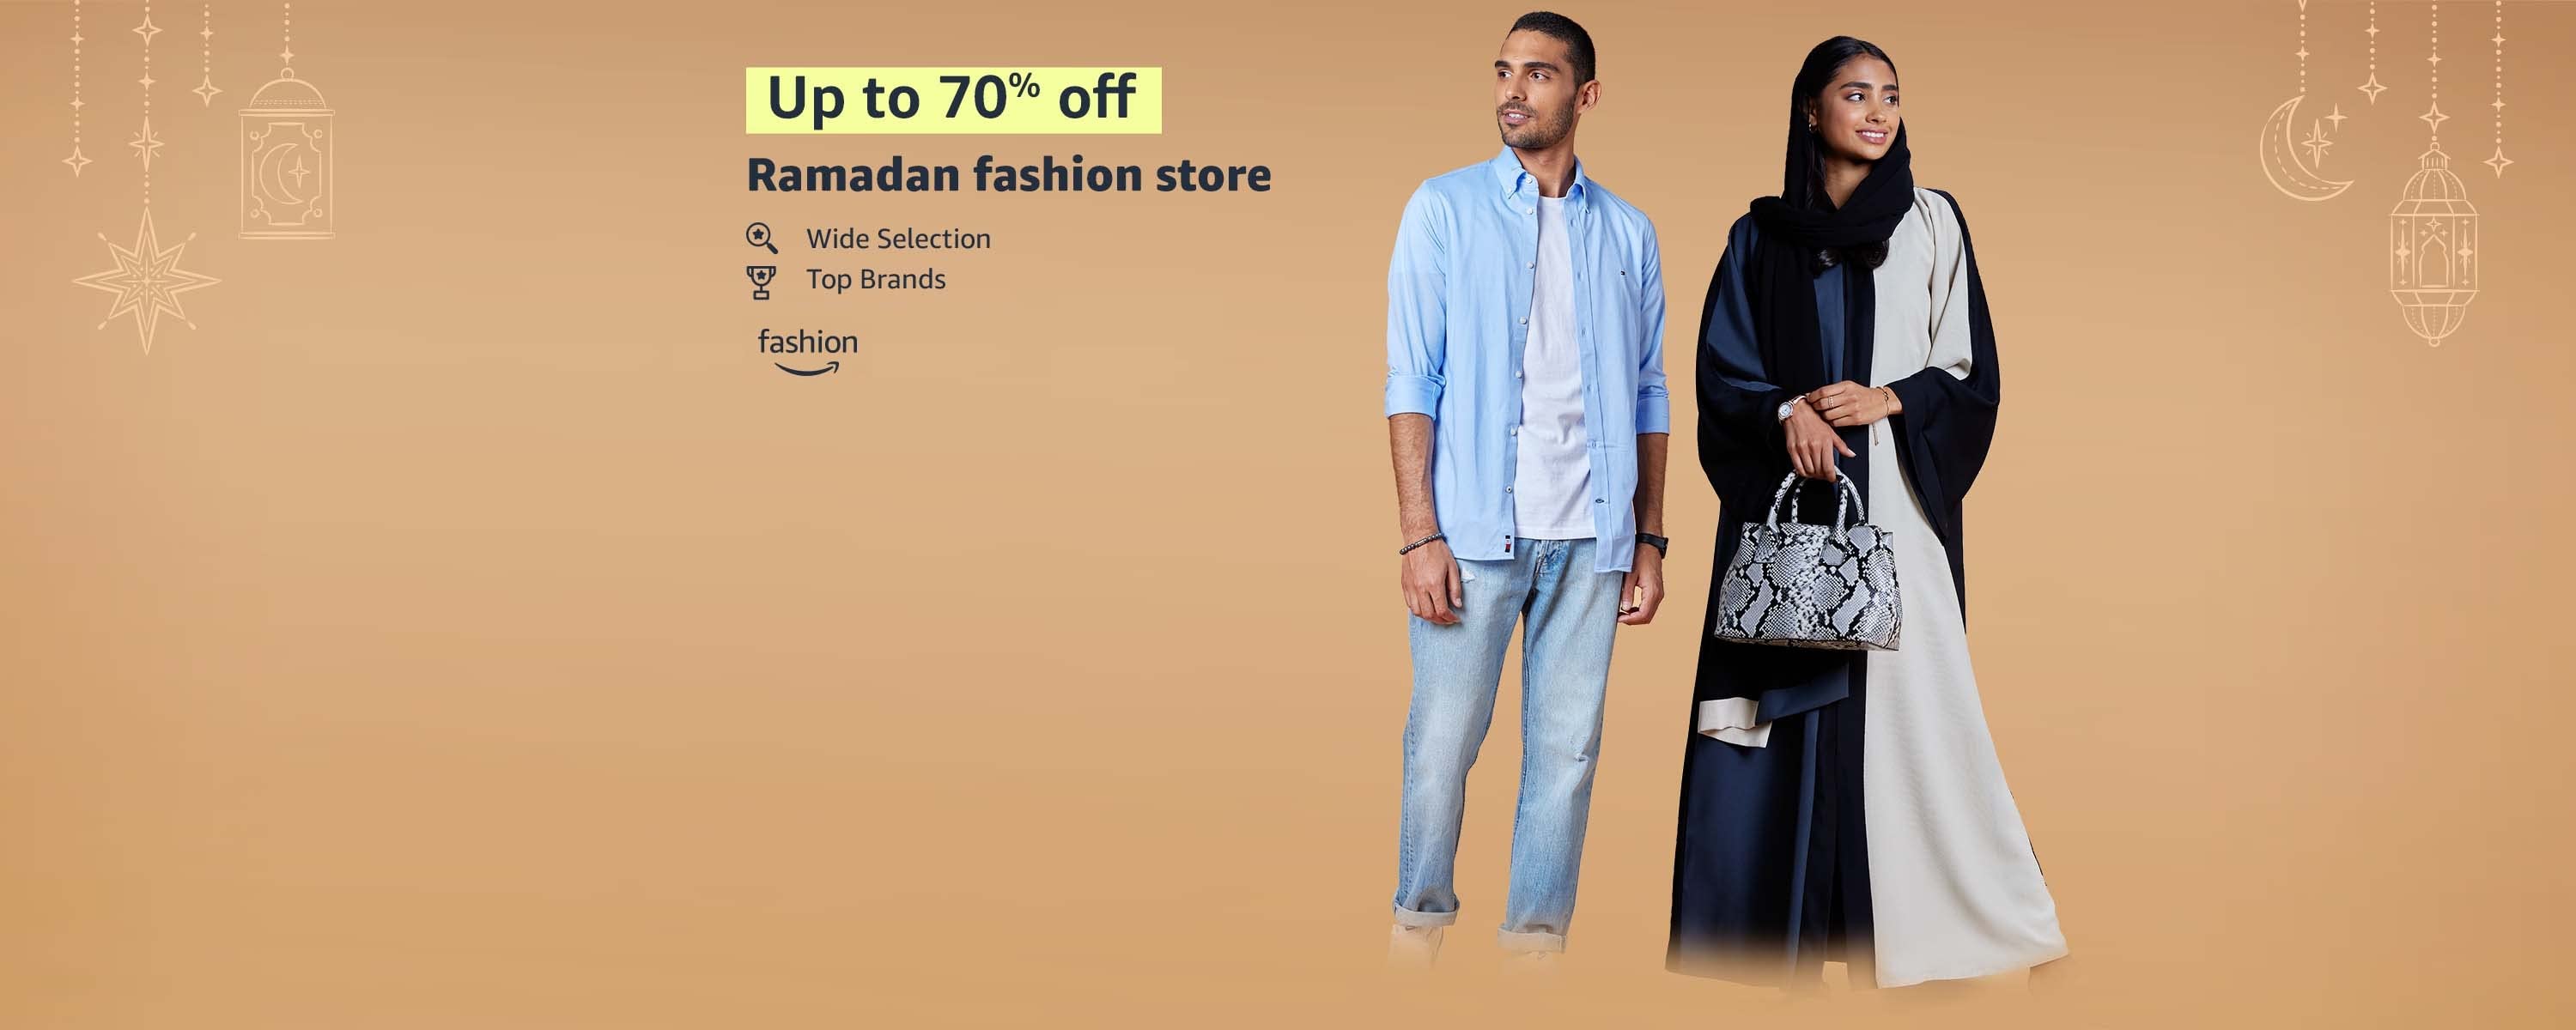 Up to 70% off
Ramadan fashion store
Wide Selection
Top Brands
fashion